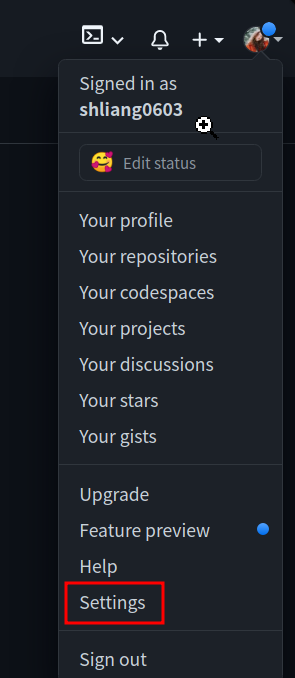 Signed in as
shliang0603
Edit status
Your profile
Your repositories
Your codespaces
Your projects
Your discussions
Your stars
Your gists
Upgrade
Feature preview
Help
Settings
Sign out